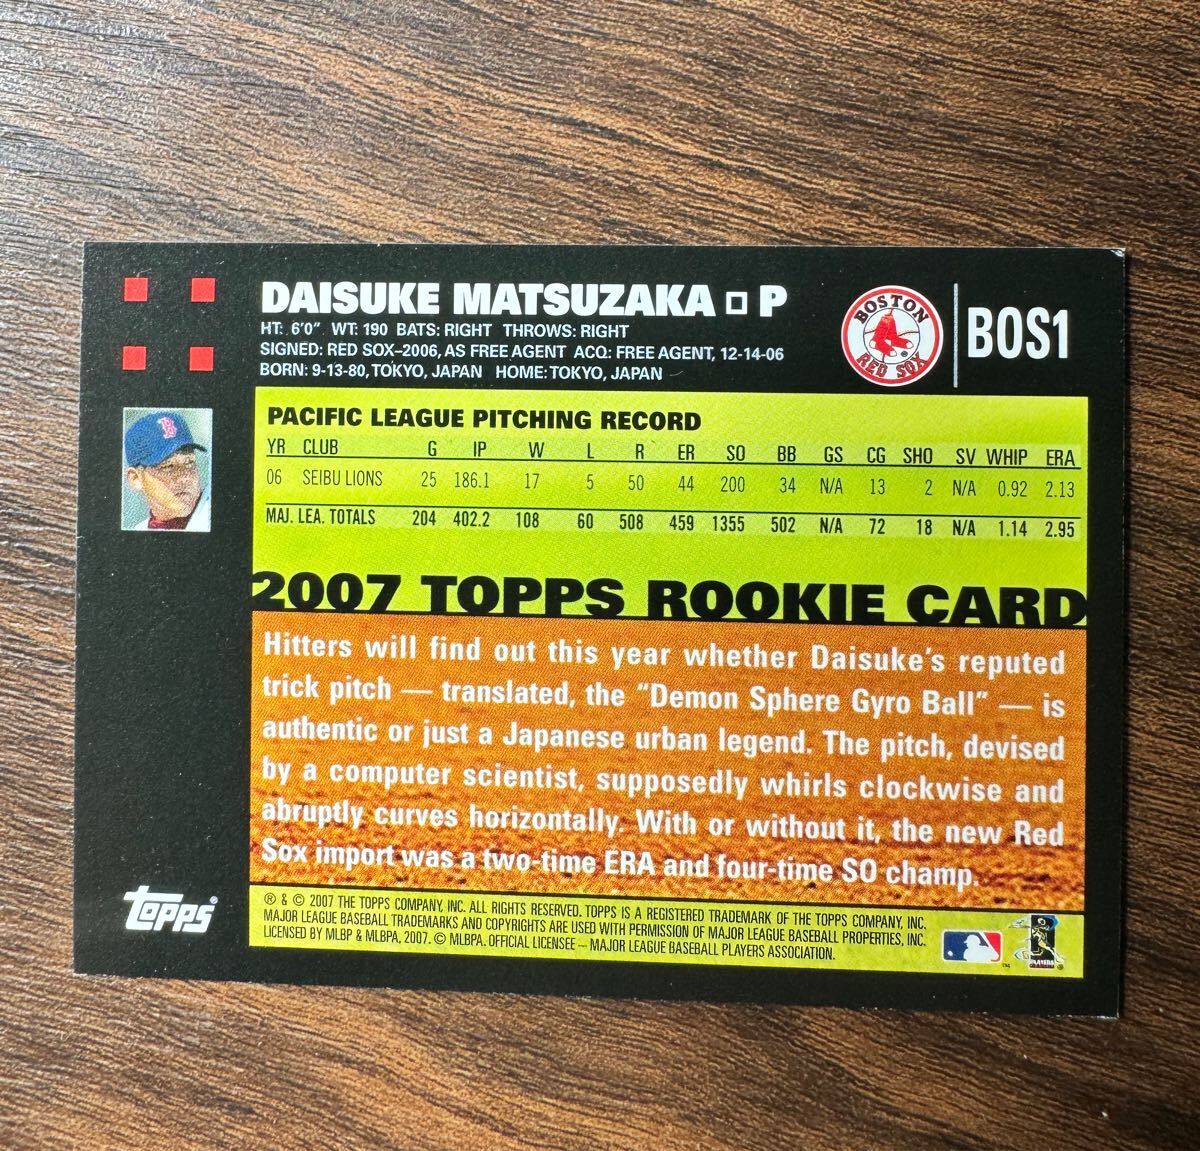 DAISUKE MATSUZAKA □ P
HT: 6'0" WT: 190 BATS: RIGHT THROWS: RIGHT
SIGNED: RED SOX–2006, AS FREE AGENT ACQ: FREE AGENT, 12-14-06
BORN: 9-13-80, TOKYO, JAPAN HOME: TOKYO, JAPAN
BOSTON
RED SOX
BOS1
B
PACIFIC LEAGUE PITCHING RECORD
YR CLUB G IP W L R ER SO BB GS CG SHO SV WHIP ERA
06 SEIBU LIONS 25 186.1 17 5 50 44 200 34 N/A 13 2 N/A 0.92 2.13
MAJ. LEA. TOTALS 204 402.2 108 60 508 459 1355 502 N/A 72 18 N/A 1.14 2.95
2007 TOPPS ROOKIE CARD
Hitters will find out this year whether Daisuke's reputed
trick pitch — translated, the "Demon Sphere Gyro Ball" — is
authentic or just a Japanese urban legend. The pitch, devised
by a computer scientist, supposedly whirls clockwise and
abruptly curves horizontally. With or without it, the new Red
Sox import was a two-time ERA and four-time SO champ.
Topps®
® & © 2007 THE TOPPS COMPANY, INC. ALL RIGHTS RESERVED. TOPPS IS A REGISTERED TRADEMARK OF THE TOPPS COMPANY, INC.
MAJOR LEAGUE BASEBALL TRADEMARKS AND COPYRIGHTS ARE USED WITH PERMISSION OF MAJOR LEAGUE BASEBALL PROPERTIES, INC.
LICENSED BY MLBP & MLBPA, 2007. © MLBPA. OFFICIAL LICENSEE – MAJOR LEAGUE BASEBALL PLAYERS ASSOCIATION.
PLAYERS